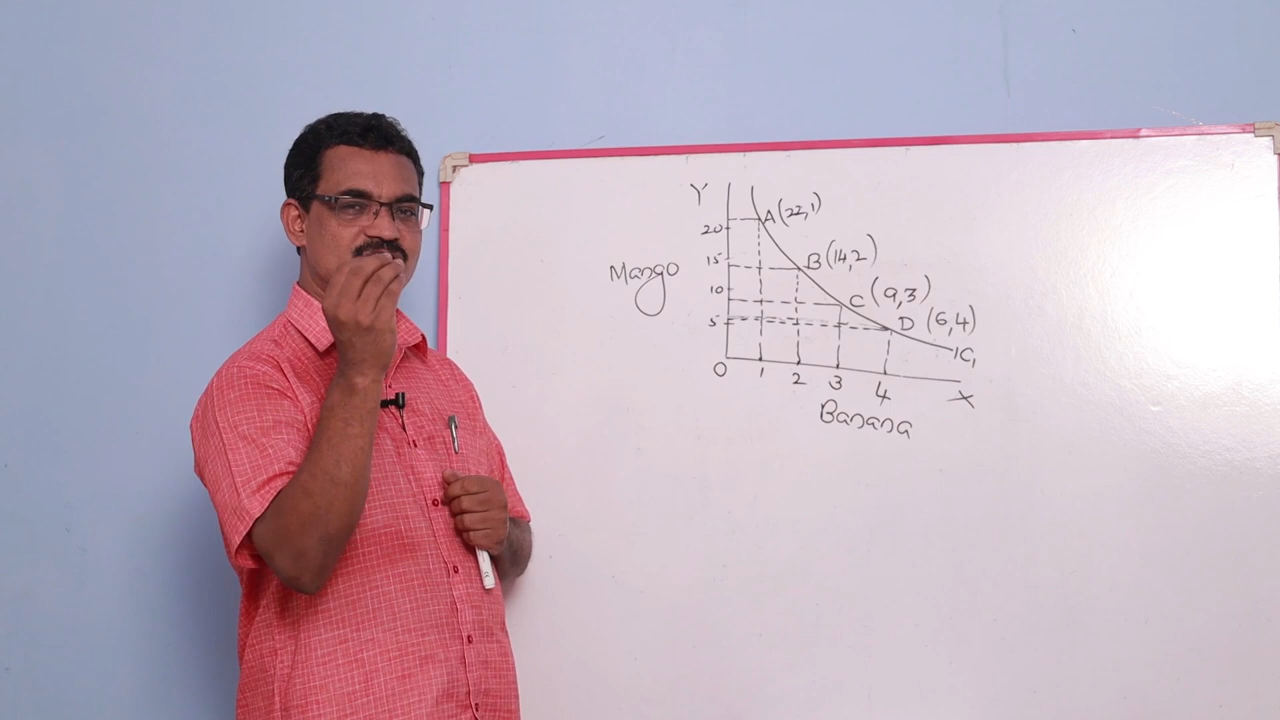 Y
A (22,1)
20
B (14,2)
15
Mango
10
C (9,3)
5
D (6,4)
IC1
O 1 2 3 4
X
Banana